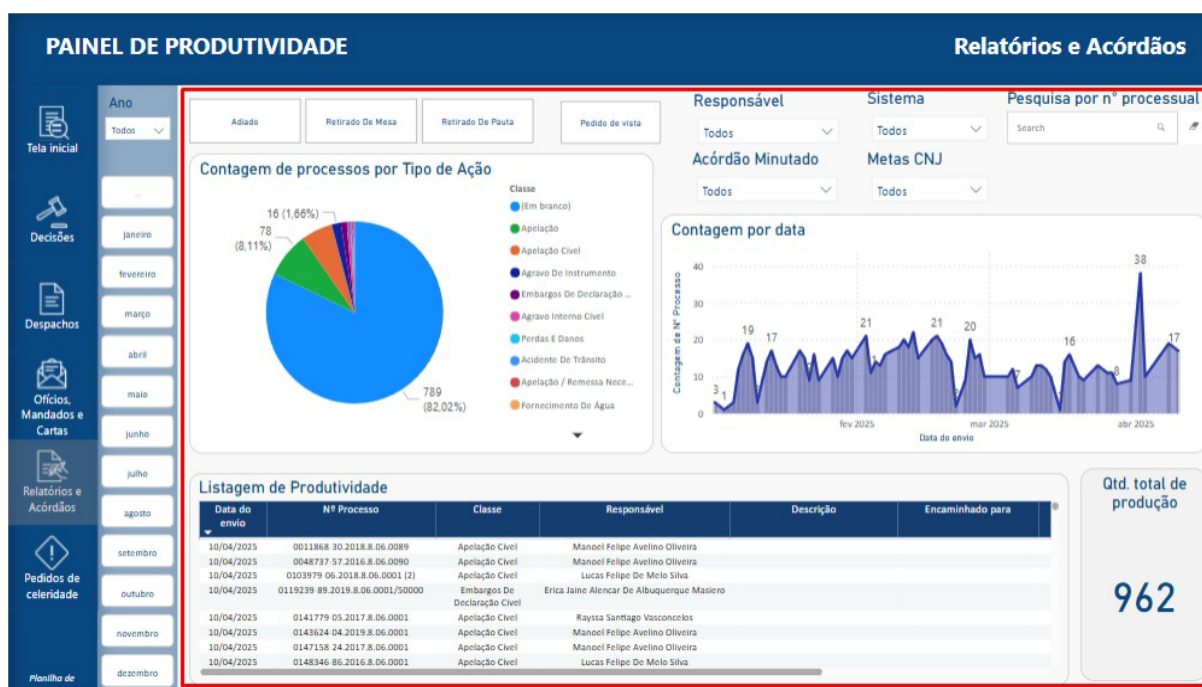 PAINEL DE PRODUTIVIDADE
Relatórios e Acórdãos
Tela inicial
Decisões
Despachos
Ofícios,
Mandados e
Cartas
Relatórios e
Acórdãos
Pedidos de
celeridade
Planilha de
Ano
Todos
janeiro
fevereiro
março
abril
maio
junho
julho
agosto
setembro
outubro
novembro
dezembro
Adiado
Retirado De Mesa
Retirado De Pauta
Pedido de vista
Responsável
Todos
Sistema
Todos
Pesquisa por n° processual
Search
Acórdão Minutado
Todos
Metas CNJ
Todos
Contagem de processos por Tipo de Ação
16 (1,66%)
78
(8,11%)
789
(82,02%)
Classe
(Em branco)
Apelação
Apelação Cível
Agravo De Instrumento
Embargos De Declaração ...
Agravo Interno Cível
Perdas E Danos
Acidente De Trânsito
Apelação / Remessa Nece...
Fornecimento De Água
Contagem por data
Contagem de N° Processo
40
30
20
10
0
3
1
19
17
21
21
20
16
8
38
17
fev 2025
mar 2025
abr 2025
Data do envio
Listagem de Produtividade
Data do envio Nº Processo Classe Responsável Descrição Encaminhado para
10/04/2025 0011868 30.2018.8.06.0089 Apelação Cível Manoel Felipe Avelino Oliveira
10/04/2025 0048737 57.2016.8.06.0090 Apelação Cível Manoel Felipe Avelino Oliveira
10/04/2025 0103979 06.2018.8.06.0001 (2) Apelação Cível Lucas Felipe De Melo Silva
10/04/2025 0119239 89.2019.8.06.0001/50000 Embargos De Declaração Cível Erica Jaine Alencar De Albuquerque Masiero
10/04/2025 0141779 05.2017.8.06.0001 Apelação Cível Rayssa Santiago Vasconcelos
10/04/2025 0143624 04.2019.8.06.0001 Apelação Cível Manoel Felipe Avelino Oliveira
10/04/2025 0147158 24.2019.8.06.0001 Apelação Cível Manoel Felipe Avelino Oliveira
10/04/2025 0148346 86.2016.8.06.0001 Apelação Cível Lucas Felipe De Melo Silva
Qtd. total de
produção
962